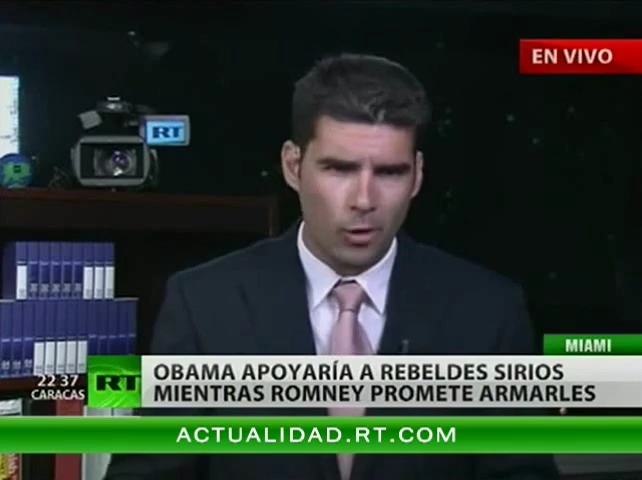 EN VIVO
RT
MIAMI
22:37
CARACAS
RT
OBAMA APOYARÍA A REBELDES SIRIOS
MIENTRAS ROMNEY PROMETE ARMARLES
ACTUALIDAD.RT.COM